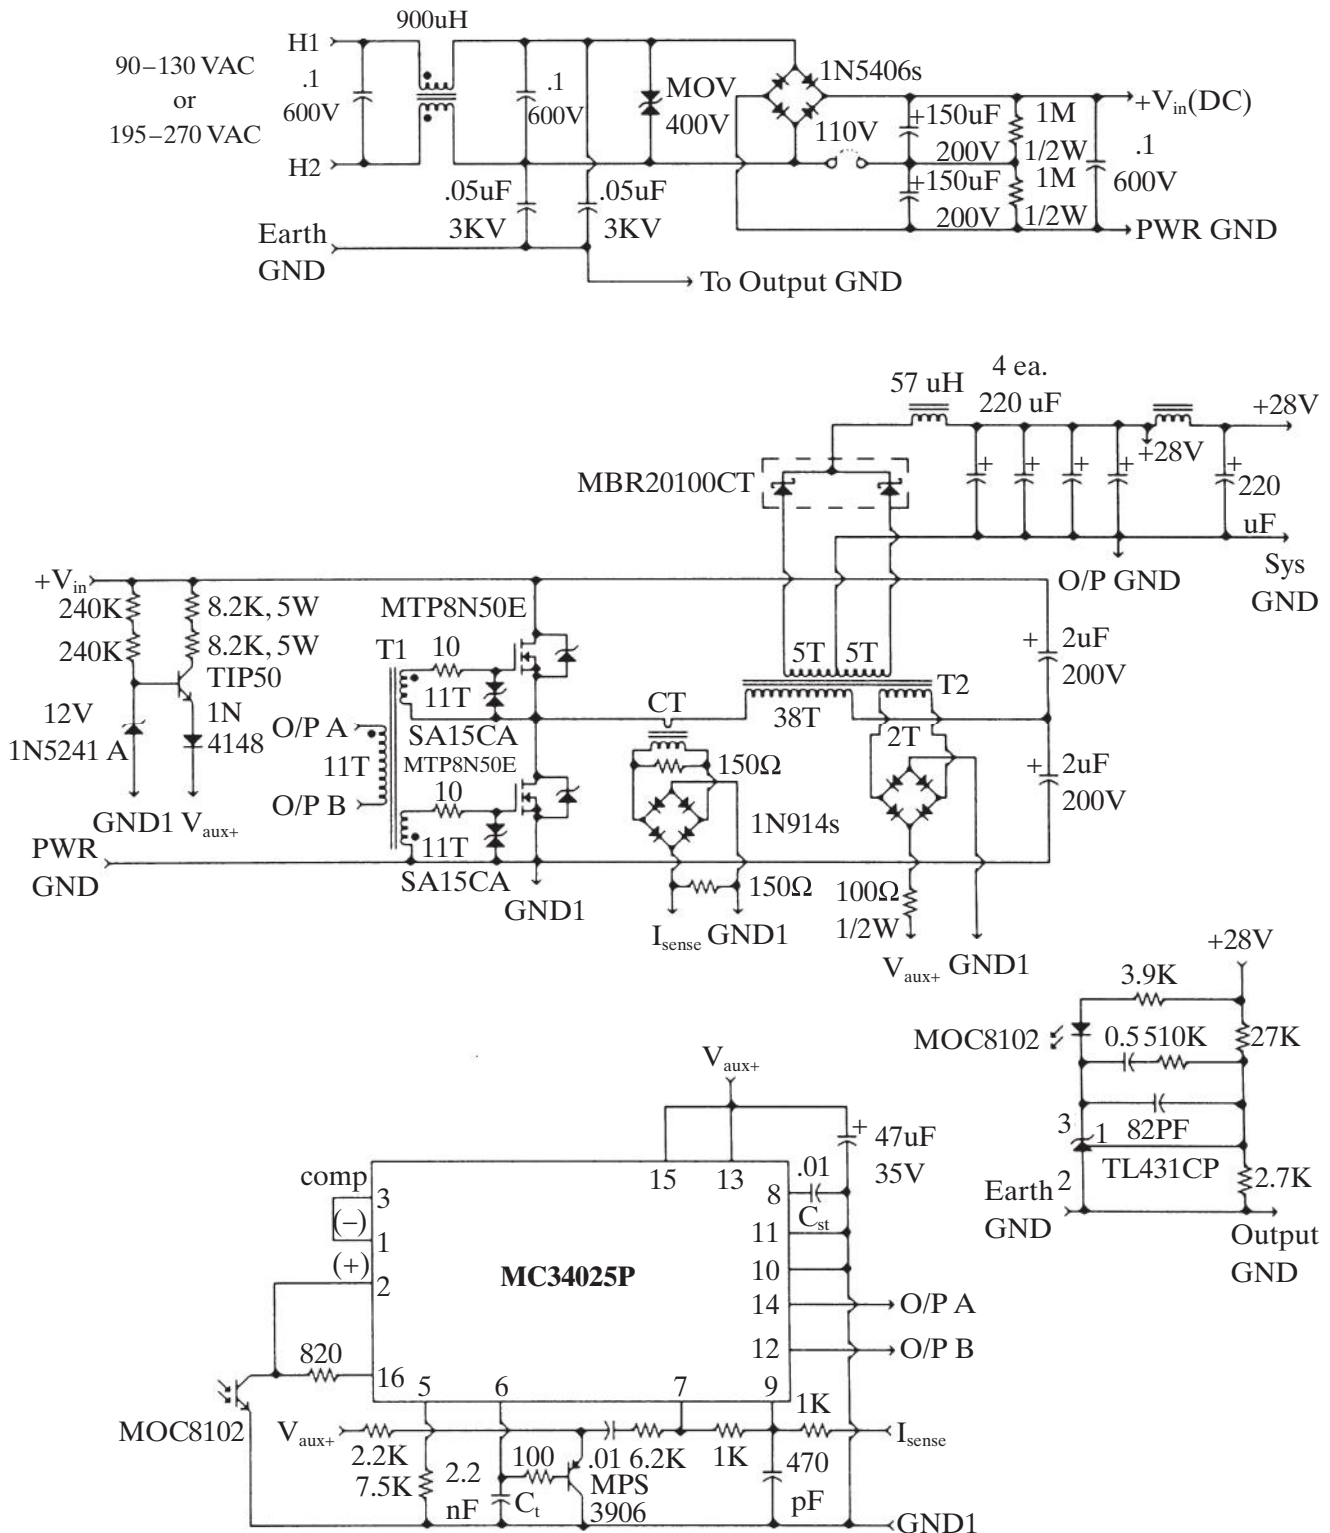 900uH
H1
90–130 VAC
or
195–270 VAC
.1
600V
H2
.1
600V
MOV
400V
1N5406s
110V
+150uF
200V
+150uF
200V
1M
1/2W
1M
1/2W
+Vin(DC)
.1
600V
.05uF
3KV
.05uF
3KV
Earth
GND
PWR GND
To Output GND
57 uH
4 ea.
220 uF
+28V
+28V
MBR20100CT
+
+
+
+
+
220
uF
O/P GND
Sys
GND
+Vin
240K
240K
8.2K, 5W
8.2K, 5W
TIP50
12V
1N5241 A
1N
4148
GND1 Vaux+
PWR
GND
MTP8N50E
T1
10
11T
SA15CA
O/P A
11T
O/P B
MTP8N50E
10
11T
SA15CA
GND1
5T
5T
T2
CT
38T
2T
150Ω
1N914s
150Ω
Isense GND1
100Ω
1/2W
Vaux+ GND1
+
2uF
200V
+
2uF
200V
+28V
3.9K
MOC8102
0.5 510K
27K
82PF
3
1
TL431CP
2
2.7K
Earth
GND
Output
GND
Vaux+
+
47uF
35V
comp
3
(–)
1
(+)
2
15
13
8
.01
Cst
11
10
MC34025P
14
O/P A
12
O/P B
820
16
5
6
7
9
MOC8102
Vaux+
2.2K
7.5K
2.2
nF
100
Ct
.01
6.2K
MPS
3906
1K
1K
470
pF
Isense
GND1